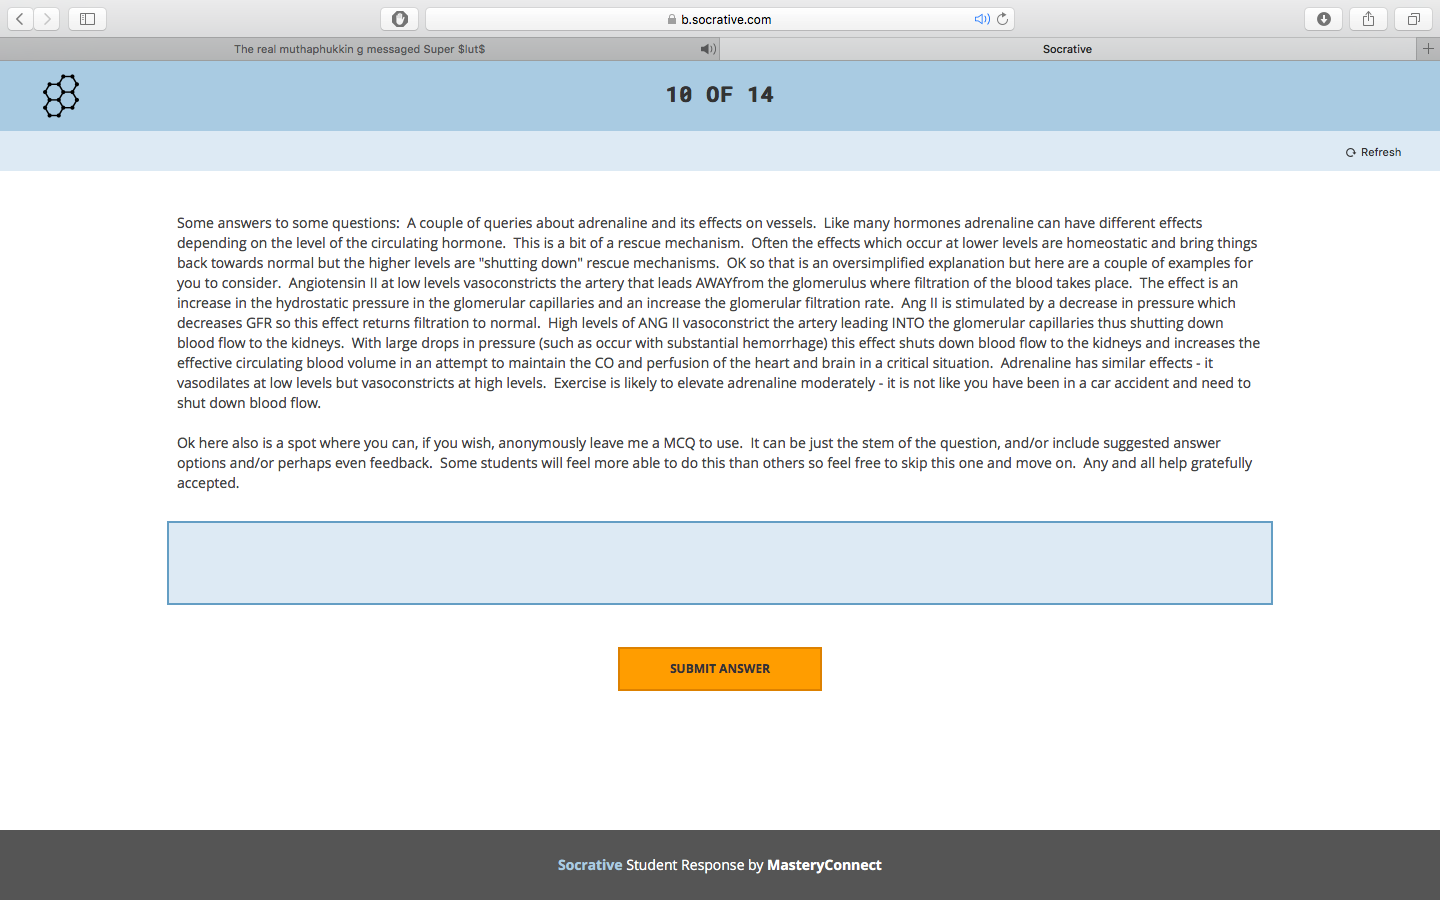 b.socrative.com
The real muthaphukkin g messaged Super $lut$
Socrative
10 OF 14
Refresh
Some answers to some questions:  A couple of queries about adrenaline and its effects on vessels.  Like many hormones adrenaline can have different effects
depending on the level of the circulating hormone.  This is a bit of a rescue mechanism.  Often the effects which occur at lower levels are homeostatic and bring things
back towards normal but the higher levels are "shutting down" rescue mechanisms.  OK so that is an oversimplified explanation but here are a couple of examples for
you to consider.  Angiotensin II at low levels vasoconstricts the artery that leads AWAYfrom the glomerulus where filtration of the blood takes place.  The effect is an
increase in the hydrostatic pressure in the glomerular capillaries and an increase the glomerular filtration rate.  Ang II is stimulated by a decrease in pressure which
decreases GFR so this effect returns filtration to normal.  High levels of ANG II vasoconstrict the artery leading INTO the glomerular capillaries thus shutting down
blood flow to the kidneys.  With large drops in pressure (such as occur with substantial hemorrhage) this effect shuts down blood flow to the kidneys and increases the
effective circulating blood volume in an attempt to maintain the CO and perfusion of the heart and brain in a critical situation.  Adrenaline has similar effects - it
vasodilates at low levels but vasoconstricts at high levels.  Exercise is likely to elevate adrenaline moderately - it is not like you have been in a car accident and need to
shut down blood flow.
Ok here also is a spot where you can, if you wish, anonymously leave me a MCQ to use.  It can be just the stem of the question, and/or include suggested answer
options and/or perhaps even feedback.  Some students will feel more able to do this than others so feel free to skip this one and move on.  Any and all help gratefully
accepted.
SUBMIT ANSWER
Socrative Student Response by MasteryConnect